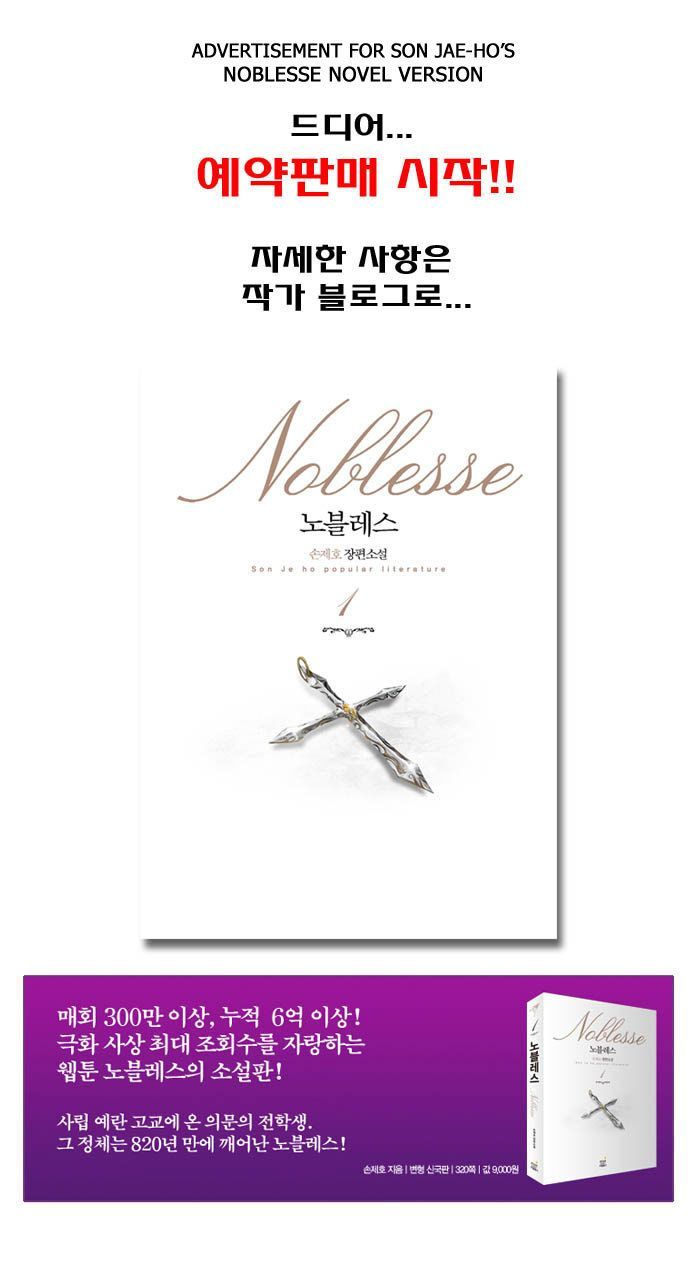 ADVERTISEMENT FOR SON JAE-HO'S
NOBLESSE NOVEL VERSION
드디어...
예약판매 시작!!
자세한 사항은
작가 블로그로...
Noblesse
노블레스
손제호 장편소설
Son Je ho popular literature
1
매회 300만 이상, 누적 6억 이상!
극화 사상 최대 조회수를 자랑하는
웹툰 노블레스의 소설판!
사립 예란 고교에 온 의문의 전학생.
그 정체는 820년 만에 깨어난 노블레스!
손제호 지음 | 변형 신국판 | 320쪽 | 값 9,000원
1
노블레스
Noblesse
Noblesse
노블레스
1